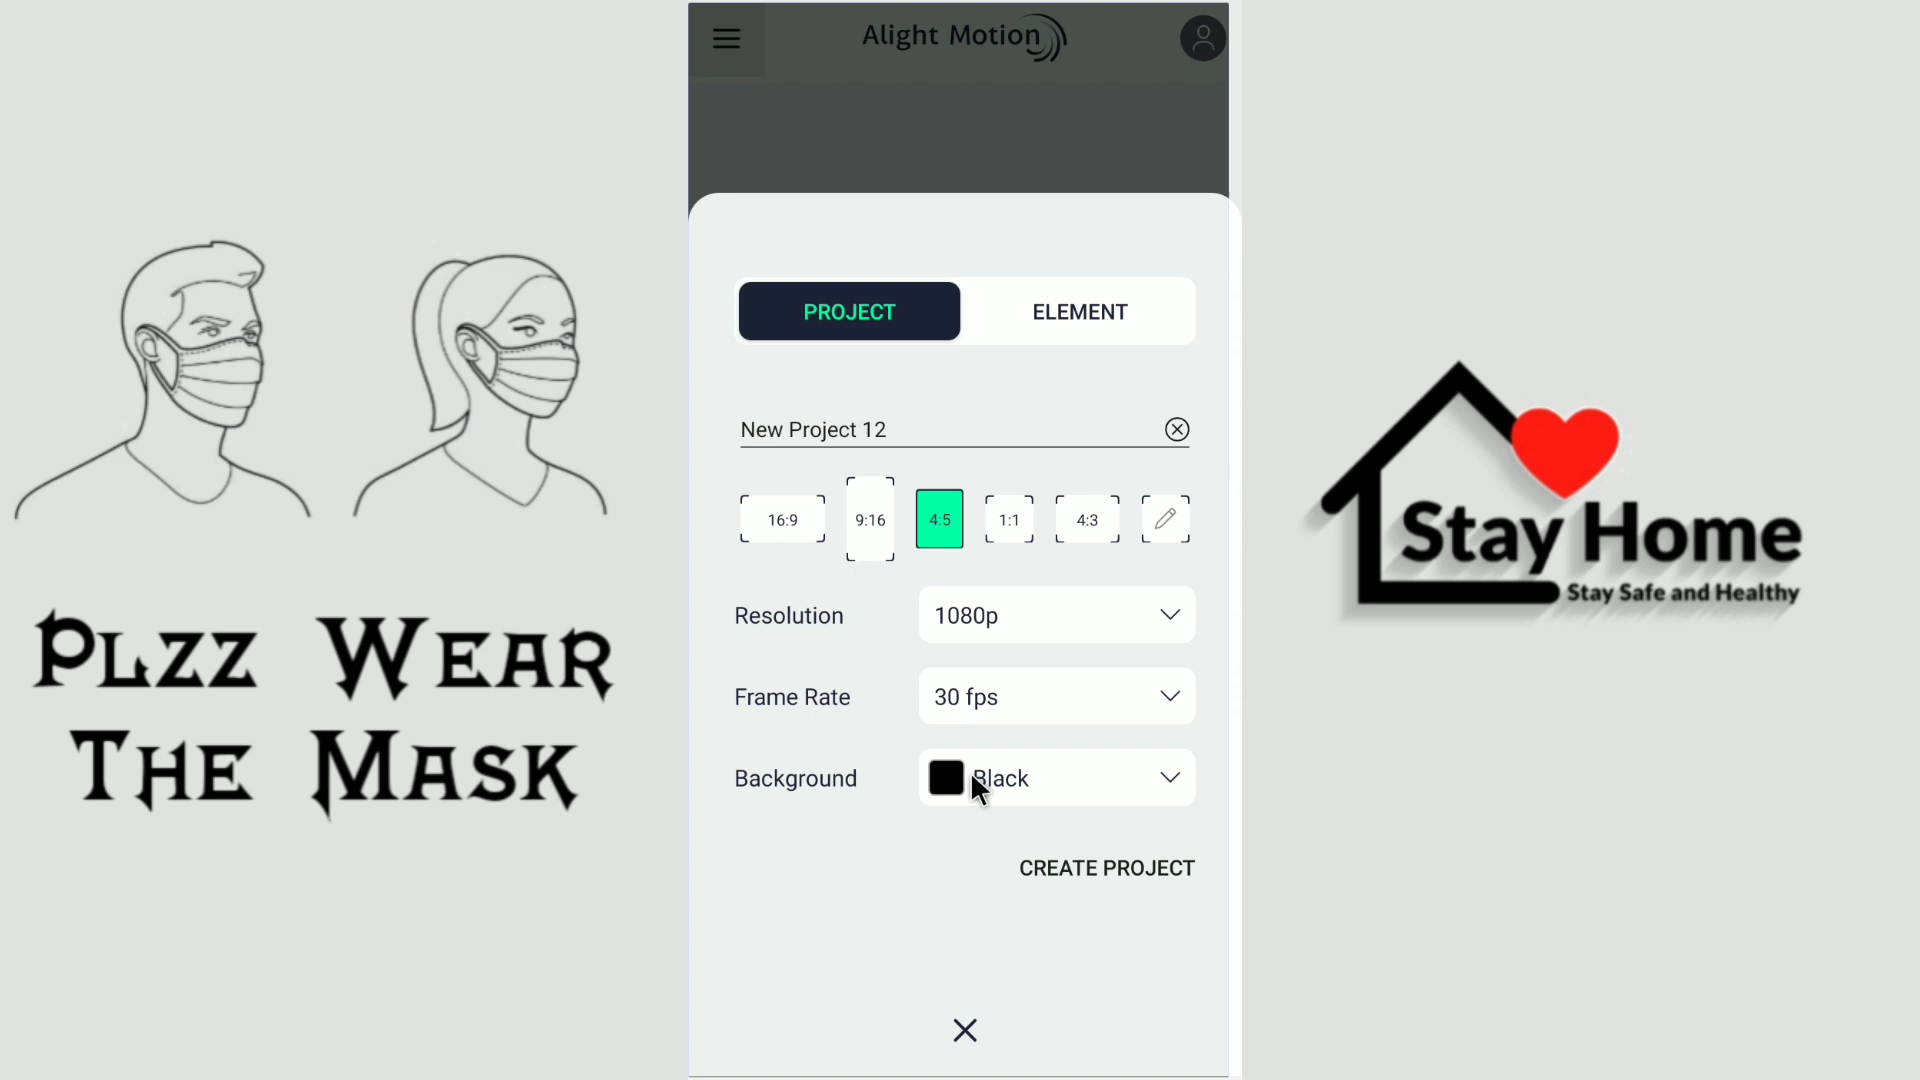 Alight Motion
PROJECT
ELEMENT
New Project 12
16:9
9:16
4:5
1:1
4:3
Resolution
1080p
Frame Rate
30 fps
Background
Black
CREATE PROJECT
PLZZ WEAR
THE MASK
Stay Home
Stay Safe and Healthy